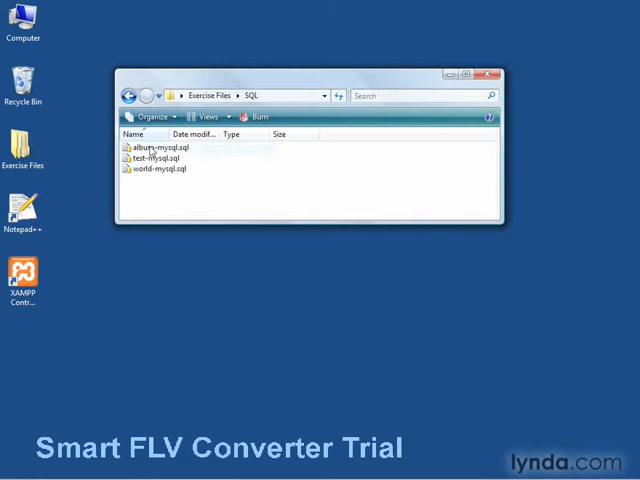 Computer
Recycle Bin
Exercise Files
Notepad++
XAMPP
Contr...
Exercise Files SQL
Search
Organize Views Burn
Name Date modif... Type Size
album-mysql.sql
test-mysql.sql
world-mysql.sql
Smart FLV Converter Trial
lynda.com